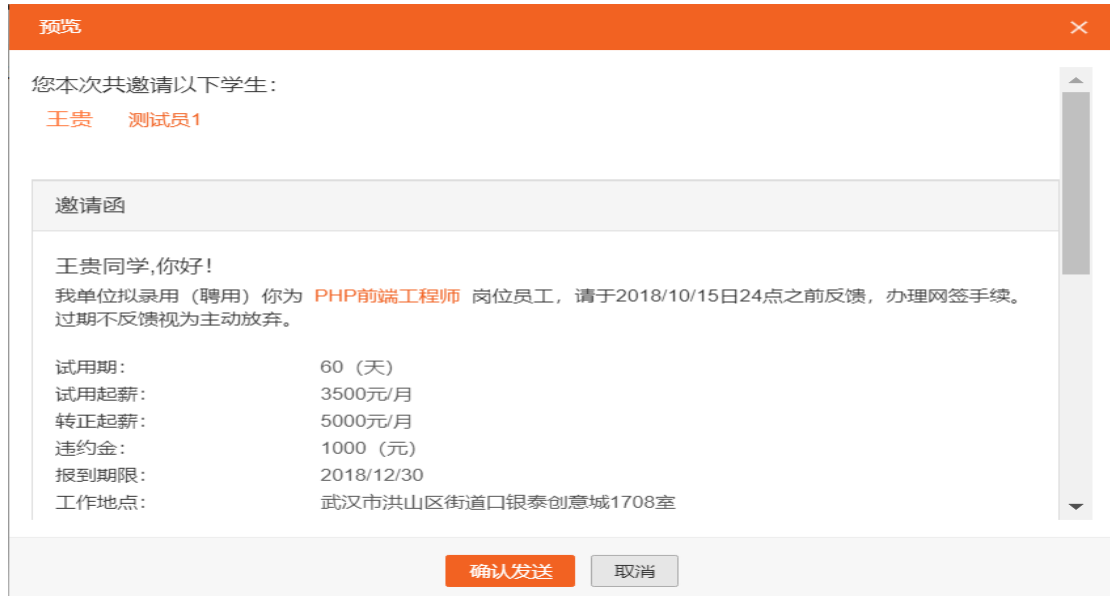 预览
您本次共邀请以下学生：
王贵 测试员1
邀请函
王贵同学,你好！
我单位拟录用（聘用）你为 PHP前端工程师 岗位员工，请于2018/10/15日24点之前反馈，办理网签手续。
过期不反馈视为主动放弃。
试用期： 60（天）
试用起薪： 3500元/月
转正起薪： 5000元/月
违约金： 1000（元）
报到期限： 2018/12/30
工作地点： 武汉市洪山区街道口银泰创意城1708室
确认发送 取消